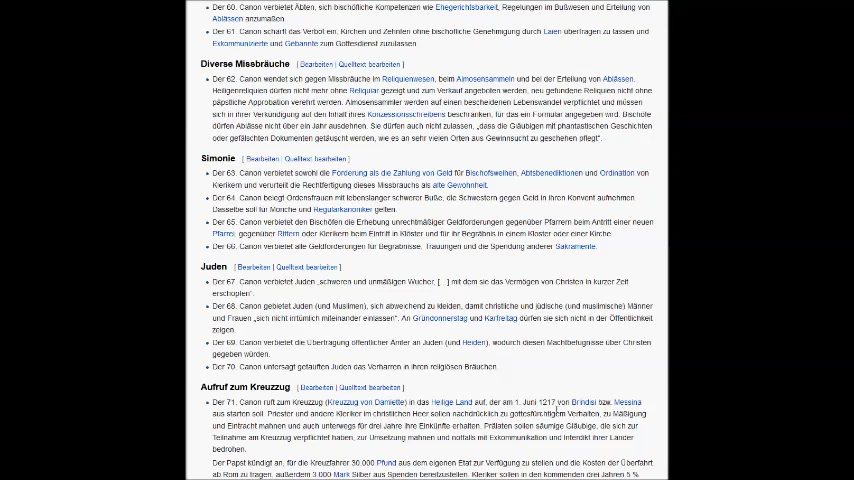 Der 60. Canon verbietet Äbten, sich bischöfliche Kompetenzen wie Ehegerichtsbarkeit, Regelungen im Bußwesen und Erteilung von
Ablässen anzumaßen.
Der 61. Canon schärft das Verbot ein, Kirchen und Zehnten ohne bischöfliche Genehmigung durch Laien übertragen zu lassen und
Exkommunizierte und Gebannte zum Gottesdienst zuzulassen
Diverse Missbräuche [ Bearbeiten | Quelltext bearbeiten ]
Der 62. Canon wendet sich gegen Missbräuche im Reliquienwesen, beim Almosensammeln und bei der Erteilung von Ablässen.
Heiligenreliquien dürfen nicht mehr ohne Reliquiar gezeigt und zum Verkauf angeboten werden, neu gefundene Reliquien nicht ohne
päpstliche Approbation verehrt werden. Almosensammler werden auf einen bescheidenen Lebenswandel verpflichtet und müssen
sich in ihrer Verkündigung auf den Inhalt ihres Konzessionsschreibens beschränken, für das ein Formular angegeben wird. Bischöfe
dürfen Ablässe nicht über ein Jahr ausdehnen. Sie dürfen auch nicht zulassen, „dass die Gläubigen mit phantastischen Geschichten
oder gefälschten Dokumenten getäuscht werden, wie es an sehr vielen Orten aus Gewinnsucht zu geschehen pflegt“.
Simonie [ Bearbeiten | Quelltext bearbeiten ]
Der 63. Canon verbietet sowohl die Forderung als die Zahlung von Geld für Bischofsweihen, Abtsbenediktionen und Ordination von
Klerikern und verurteilt die Rechtfertigung dieses Missbrauchs als alte Gewohnheit.
Der 64. Canon belegt Ordensfrauen mit lebenslanger schwerer Buße, die Schwestern gegen Geld in ihren Konvent aufnehmen
Dasselbe soll für Mönche und Regularkanoniker gelten.
Der 65. Canon verbietet den Bischöfen die Erhebung unrechtmäßiger Geldforderungen gegenüber Pfarrern beim Antritt einer neuen
Pfarrei, gegenüber Rittern oder Klerikern beim Eintritt in Klöster und für ihr Begräbnis in einem Kloster oder einer Kirche.
Der 66. Canon verbietet alle Geldforderungen für Begräbnisse, Trauungen und die Spendung anderer Sakramente.
Juden [ Bearbeiten | Quelltext bearbeiten ]
Der 67. Canon verbietet Juden „schweren und unmäßigen Wucher, [...] mit dem sie das Vermögen von Christen in kurzer Zeit
erschöpfen“.
Der 68. Canon gebietet Juden (und Muslimen), sich abweichend zu kleiden, damit christliche und jüdische (und muslimische) Männer
und Frauen „sich nicht irrtümlich miteinander einlassen“. An Gründonnerstag und Karfreitag dürfen sie sich nicht in der Öffentlichkeit
zeigen.
Der 69. Canon verbietet die Übertragung öffentlicher Ämter an Juden (und Heiden), wodurch diesen Machtbefugnisse über Christen
gegeben würden.
Der 70. Canon untersagt getauften Juden das Verharren in ihren religiösen Bräuchen.
Aufruf zum Kreuzzug [ Bearbeiten | Quelltext bearbeiten ]
Der 71. Canon ruft zum Kreuzzug (Kreuzzug von Damiette) in das Heilige Land auf, der am 1. Juni 1217 von Brindisi bzw. Messina
aus starten soll. Priester und andere Kleriker im christlichen Heer sollen nachdrücklich zu gottesfürchtigem Verhalten, zu Mäßigung
und Eintracht mahnen und auch unterwegs für drei Jahre ihre Einkünfte erhalten. Prälaten sollen säumige Gläubige, die sich zur
Teilnahme am Kreuzzug verpflichtet haben, zur Umsetzung mahnen und notfalls mit Exkommunikation und Interdikt ihrer Länder
bedrohen.
Der Papst kündigt an, für die Kreuzfahrer 30.000 Pfund aus dem eigenen Etat zur Verfügung zu stellen und die Kosten der Überfahrt
ab Rom zu tragen, außerdem 3.000 Mark Silber aus Spenden bereitzustellen. Kleriker sollen in den kommenden drei Jahren 5 %